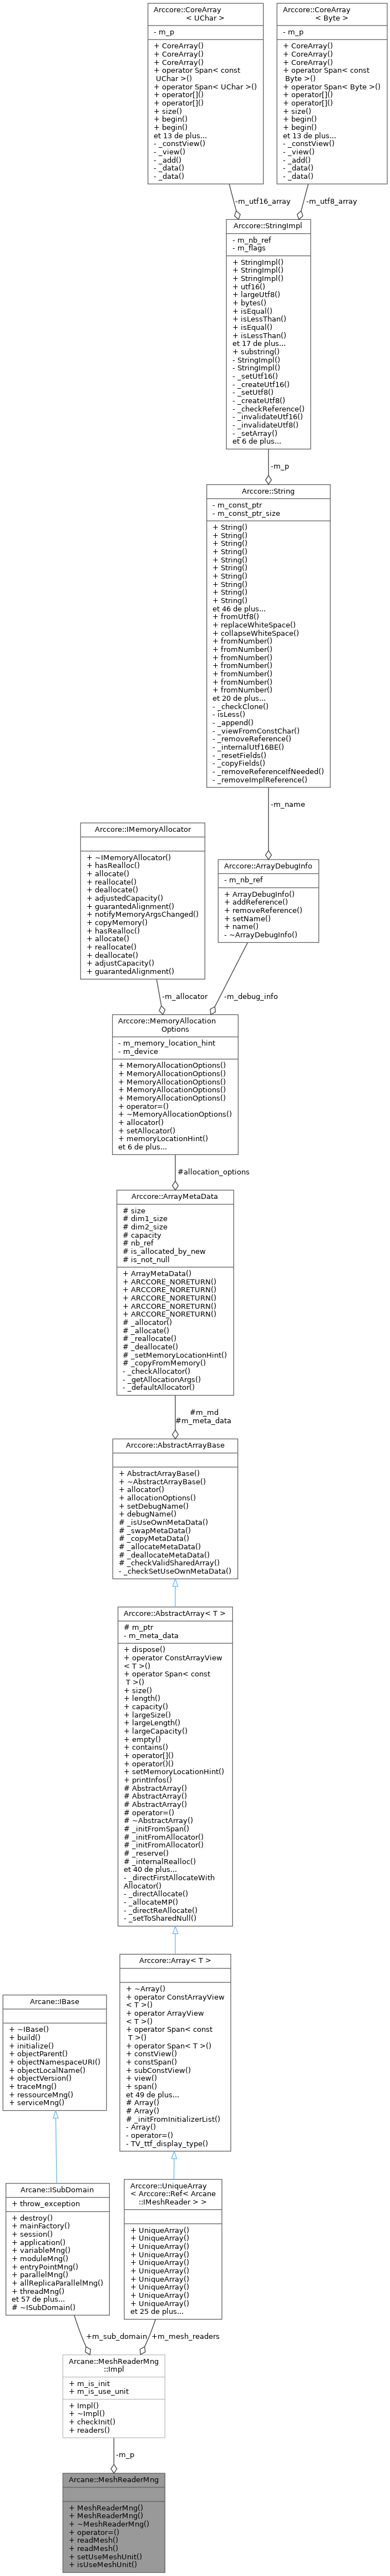 Arccore::CoreArray
< UChar >
- m_p
+ CoreArray()
+ CoreArray()
+ CoreArray()
+ operator Span< const
UChar >()
+ operator Span< UChar >()
+ operator[]()
+ operator[]()
+ size()
+ begin()
+ begin()
et 13 de plus...
- _constView()
- _view()
- _add()
- _data()
- _data()
Arccore::CoreArray
< Byte >
- m_p
+ CoreArray()
+ CoreArray()
+ CoreArray()
+ operator Span< const
Byte >()
+ operator Span< Byte >()
+ operator[]()
+ operator[]()
+ size()
+ begin()
+ begin()
et 13 de plus...
- _constView()
- _view()
- _add()
- _data()
- _data()
-m_utf16_array
-m_utf8_array
Arccore::StringImpl
- m_nb_ref
- m_flags
+ StringImpl()
+ StringImpl()
+ StringImpl()
+ utf16()
+ largeUtf8()
+ bytes()
+ isEqual()
+ isLessThan()
+ isEqual()
+ isLessThan()
et 17 de plus...
+ substring()
- StringImpl()
- StringImpl()
- _setUtf16()
- _createUtf16()
- _setUtf8()
- _createUtf8()
- _checkReference()
- _invalidateUtf16()
- _invalidateUtf8()
- _setArray()
et 6 de plus...
-m_p
Arccore::String
- m_const_ptr
- m_const_ptr_size
+ String()
+ String()
+ String()
+ String()
+ String()
+ String()
+ String()
+ String()
+ String()
+ String()
et 46 de plus...
+ fromUtf8()
+ replaceWhiteSpace()
+ collapseWhiteSpace()
+ fromNumber()
+ fromNumber()
+ fromNumber()
+ fromNumber()
+ fromNumber()
+ fromNumber()
+ fromNumber()
et 20 de plus...
- _checkClone()
- isLess()
- _append()
- _viewFromConstChar()
- _removeReference()
- _internalUtf16BE()
- _resetFields()
- _copyFields()
- _removeReferenceIfNeeded()
- _removeImplReference()
-m_name
Arccore::IMemoryAllocator
+ ~IMemoryAllocator()
+ hasRealloc()
+ allocate()
+ reallocate()
+ deallocate()
+ adjustedCapacity()
+ guarantedAlignment()
+ notifyMemoryArgsChanged()
+ copyMemory()
+ hasRealloc()
+ allocate()
+ reallocate()
+ deallocate()
+ adjustCapacity()
+ guarantedAlignment()
Arccore::ArrayDebugInfo
- m_nb_ref
+ ArrayDebugInfo()
+ addReference()
+ removeReference()
+ setName()
+ name()
- ~ArrayDebugInfo()
-m_allocator
-m_debug_info
Arccore::MemoryAllocation
Options
- m_memory_location_hint
- m_device
+ MemoryAllocationOptions()
+ MemoryAllocationOptions()
+ MemoryAllocationOptions()
+ MemoryAllocationOptions()
+ MemoryAllocationOptions()
+ operator=()
+ ~MemoryAllocationOptions()
+ allocator()
+ setAllocator()
+ memoryLocationHint()
et 6 de plus...
#allocation_options
Arccore::ArrayMetaData
# size
# dim1_size
# dim2_size
# capacity
# nb_ref
# is_allocated_by_new
# is_not_null
+ ArrayMetaData()
+ ARCCORE_NORETURN()
+ ARCCORE_NORETURN()
+ ARCCORE_NORETURN()
+ ARCCORE_NORETURN()
+ ARCCORE_NORETURN()
# _allocator()
# _allocate()
# _reallocate()
# _deallocate()
# _setMemoryLocationHint()
# _copyFromMemory()
- _checkAllocator()
- _getAllocationArgs()
- _defaultAllocator()
#m_md
#m_meta_data
Arccore::AbstractArrayBase
+ AbstractArrayBase()
+ ~AbstractArrayBase()
+ allocator()
+ allocationOptions()
+ setDebugName()
+ debugName()
# _isUseOwnMetaData()
# _swapMetaData()
# _copyMetaData()
# _allocateMetaData()
# _deallocateMetaData()
# _checkValidSharedArray()
- _checkSetUseOwnMetaData()
Arccore::AbstractArray< T >
# m_ptr
- m_meta_data
+ dispose()
+ operator ConstArrayView
< T >()
+ operator Span< const
T >()
+ size()
+ length()
+ capacity()
+ largeSize()
+ largeLength()
+ largeCapacity()
+ empty()
+ contains()
+ operator[]()
+ operator()()
+ setMemoryLocationHint()
+ printInfos()
# AbstractArray()
# AbstractArray()
# AbstractArray()
# operator=()
# ~AbstractArray()
# _initFromSpan()
# _initFromAllocator()
# _initFromAllocator()
# _reserve()
# _internalRealloc()
et 40 de plus...
- _directFirstAllocateWith
Allocator()
- _directAllocate()
- _allocateMP()
- _directReAllocate()
- _setToSharedNull()
Arccore::Array< T >
+ ~Array()
+ operator ConstArrayView
< T >()
+ operator ArrayView
< T >()
+ operator Span< const
T >()
+ operator Span< T >()
+ constView()
+ constSpan()
+ subConstView()
+ view()
+ span()
et 49 de plus...
# Array()
# Array()
# _initFromInitializerList()
- Array()
- operator=()
- TV_ttf_display_type()
Arcane::IBase
+ ~IBase()
+ build()
+ initialize()
+ objectParent()
+ objectNamespaceURI()
+ objectLocalName()
+ objectVersion()
+ traceMng()
+ ressourceMng()
+ serviceMng()
Arcane::ISubDomain
+ throw_exception
+ destroy()
+ mainFactory()
+ session()
+ application()
+ variableMng()
+ moduleMng()
+ entryPointMng()
+ parallelMng()
+ allReplicaParallelMng()
+ threadMng()
et 57 de plus...
# ~ISubDomain()
Arccore::UniqueArray
< Arccore::Ref< Arcane
::IMeshReader > >
+ UniqueArray()
+ UniqueArray()
+ UniqueArray()
+ UniqueArray()
+ UniqueArray()
+ UniqueArray()
+ UniqueArray()
+ UniqueArray()
+ UniqueArray()
+ UniqueArray()
et 25 de plus...
+m_sub_domain
+m_mesh_readers
Arcane::MeshReaderMng
::Impl
+ m_is_init
+ m_is_use_unit
+ Impl()
+ ~Impl()
+ checkInit()
+ readers()
-m_p
Arcane::MeshReaderMng
+ MeshReaderMng()
+ MeshReaderMng()
+ ~MeshReaderMng()
+ operator=()
+ readMesh()
+ readMesh()
+ setUseMeshUnit()
+ isUseMeshUnit()